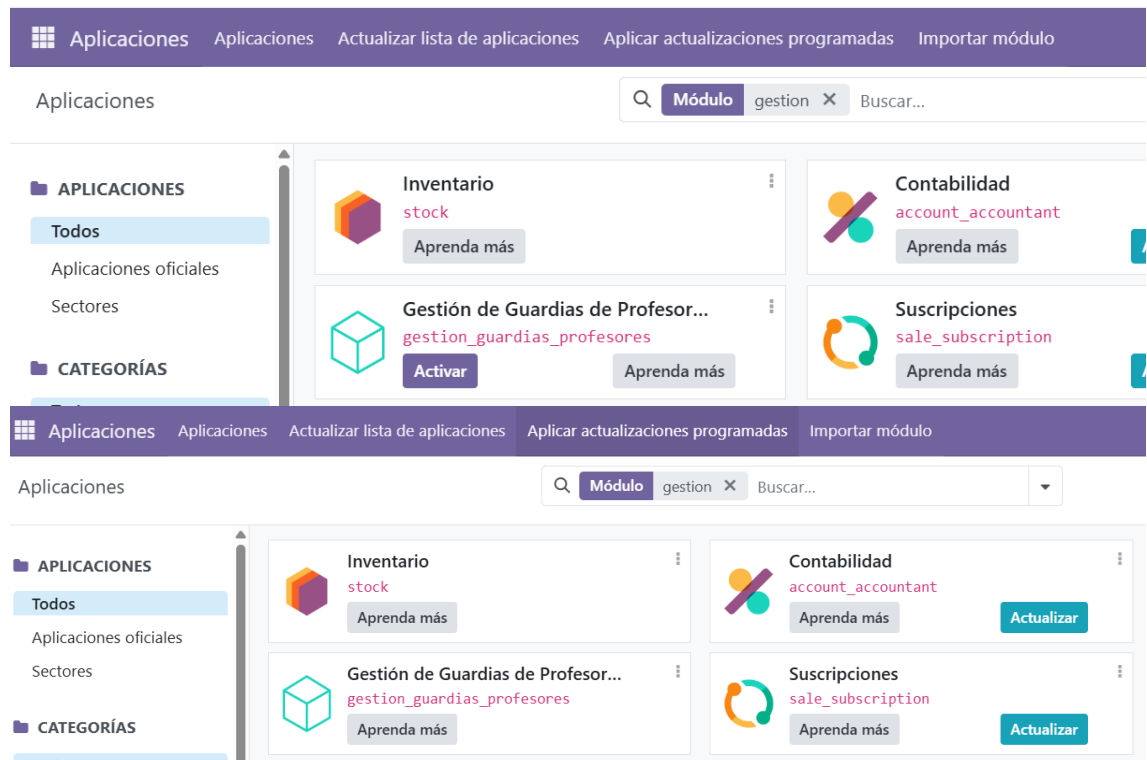 Aplicaciones Aplicaciones Actualizar lista de aplicaciones Aplicar actualizaciones programadas Importar módulo
Aplicaciones Módulo gestion Buscar...
APLICACIONES
Todos
Aplicaciones oficiales
Sectores
CATEGORÍAS
Inventario
stock
Aprenda más
Contabilidad
account_accountant
Aprenda más
Gestión de Guardias de Profesor...
gestion_guardias_profesores
Activar Aprenda más
Suscripciones
sale_subscription
Aprenda más
Aplicaciones Aplicaciones Actualizar lista de aplicaciones Aplicar actualizaciones programadas Importar módulo
Aplicaciones Módulo gestion Buscar...
APLICACIONES
Todos
Aplicaciones oficiales
Sectores
CATEGORÍAS
Inventario
stock
Aprenda más
Contabilidad
account_accountant
Aprenda más Actualizar
Gestión de Guardias de Profesor...
gestion_guardias_profesores
Aprenda más
Suscripciones
sale_subscription
Aprenda más Actualizar